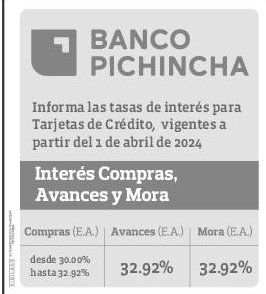 BANCO
PICHINCHA
Informa las tasas de interés para
Tarjetas de Crédito, vigentes a
partir del 1 de abril de 2024
Interés Compras,
Avances y Mora
Compras (E.A.) Avances (E.A.) Mora (E.A.)
desde 30.00%
hasta 32.92%
32.92% 32.92%